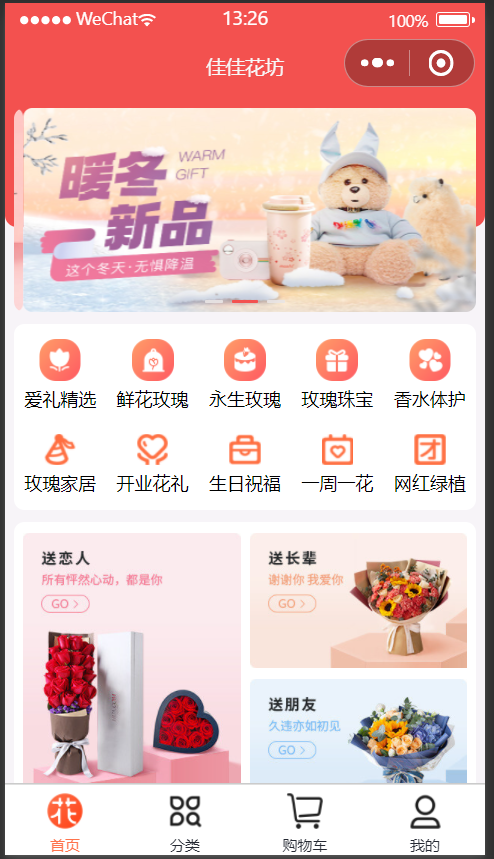 WeChat 13:26 100%
佳佳花坊
暖冬 WARM GIFT
新品
这个冬天·无惧降温
爱礼精选 鲜花玫瑰 永生玫瑰 玫瑰珠宝 香水体护
团
玫瑰家居 开业花礼 生日祝福 一周一花 网红绿植
送恋人
所有怦然心动，都是你
GO >
送长辈
谢谢你 我爱你
GO >
送朋友
久违亦如初见
GO >
花
首页 分类 购物车 我的